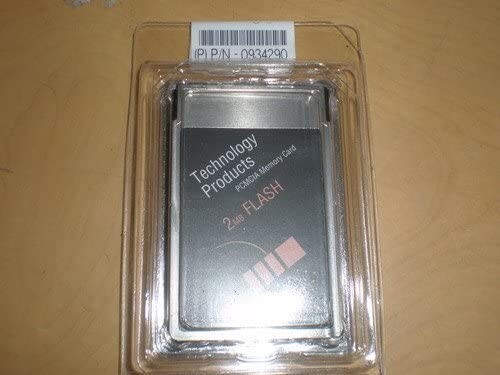 (P) P/N - 0934290
Technology
Products
PCMCIA Memory Card
2MB FLASH